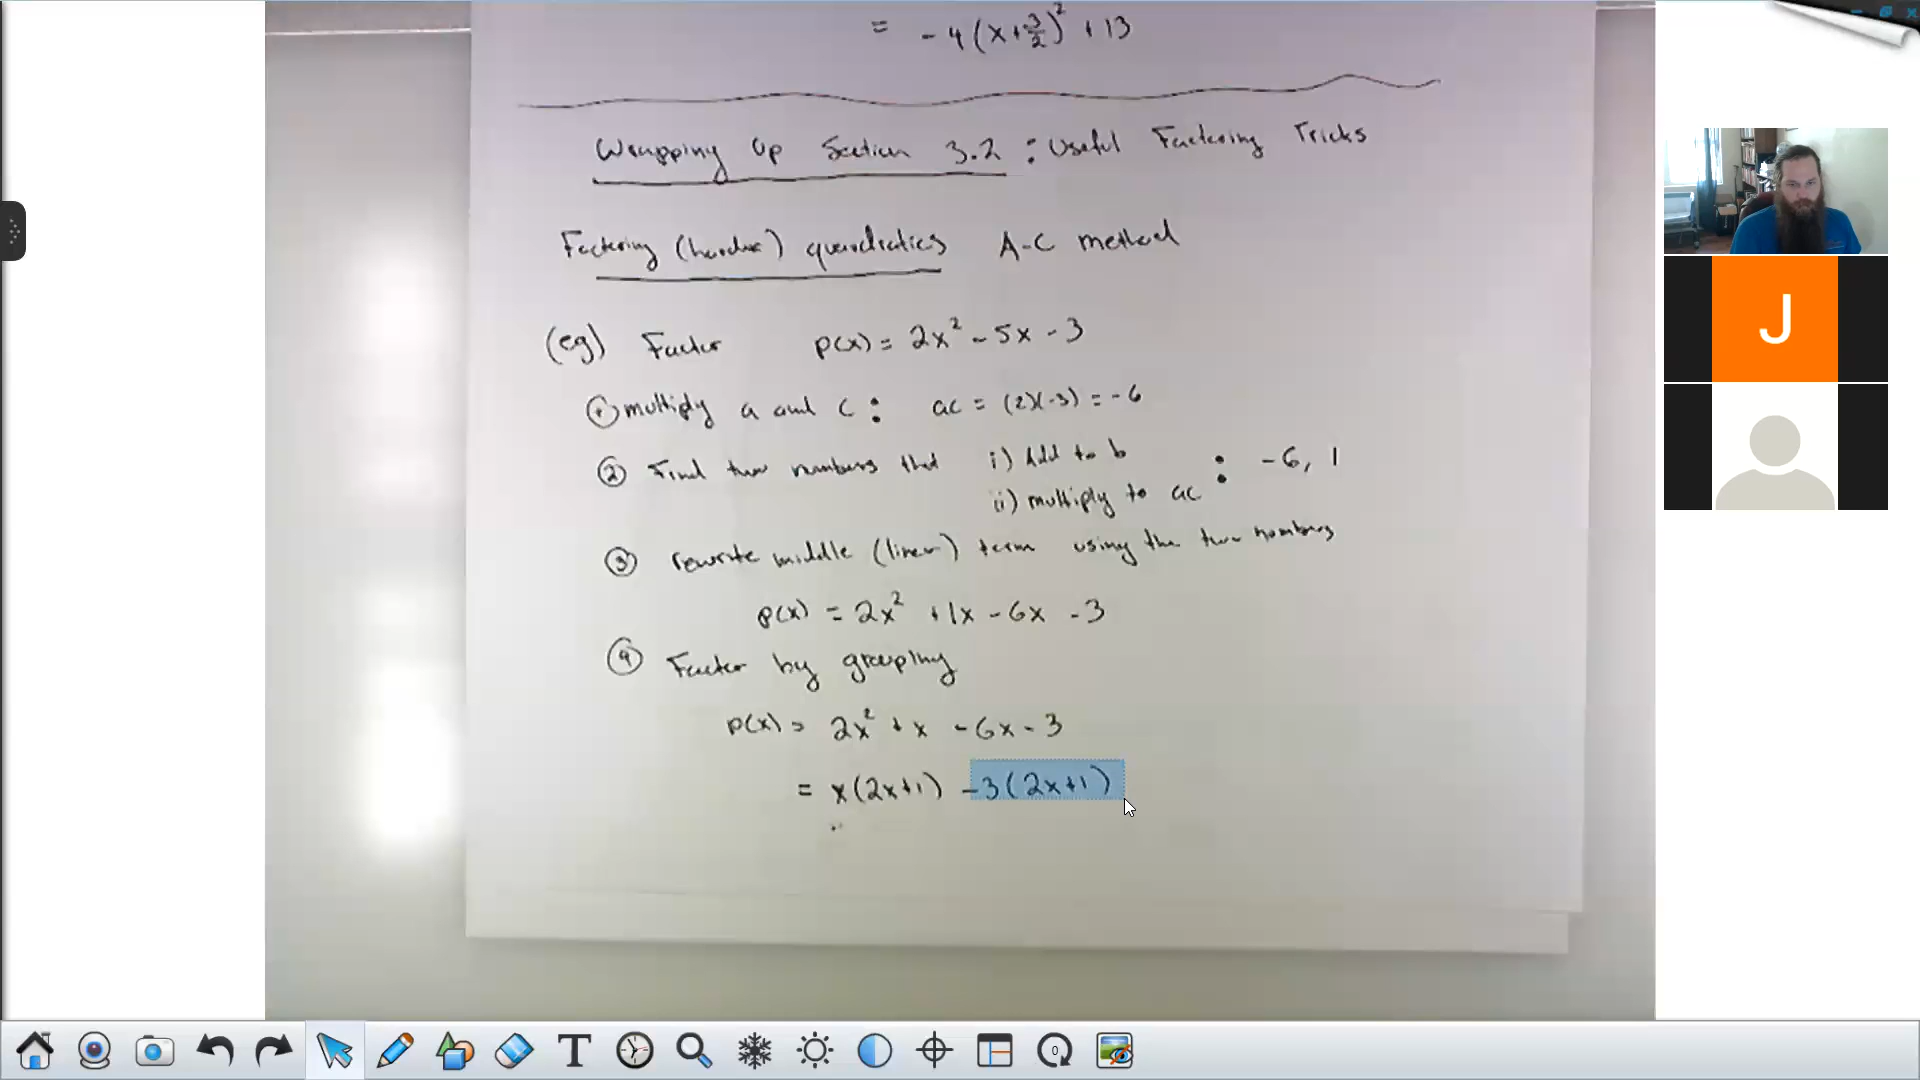 = -4(x+3/2)² + 13
Wrapping Up Section 3.2 : Useful Factoring Tricks
Factoring (harder) quadratics A-C method
(eg) Factor p(x) = 2x² - 5x - 3
① multiply a and c : ac = (2)(-3) = -6
② Find two numbers that i) Add to b : -6, 1
ii) multiply to ac
③ rewrite middle (linear) term using the two numbers
p(x) = 2x² + 1x - 6x - 3
④ Factor by grouping
p(x) = 2x² + x - 6x - 3
= x(2x+1) -3(2x+1)
J
T
0